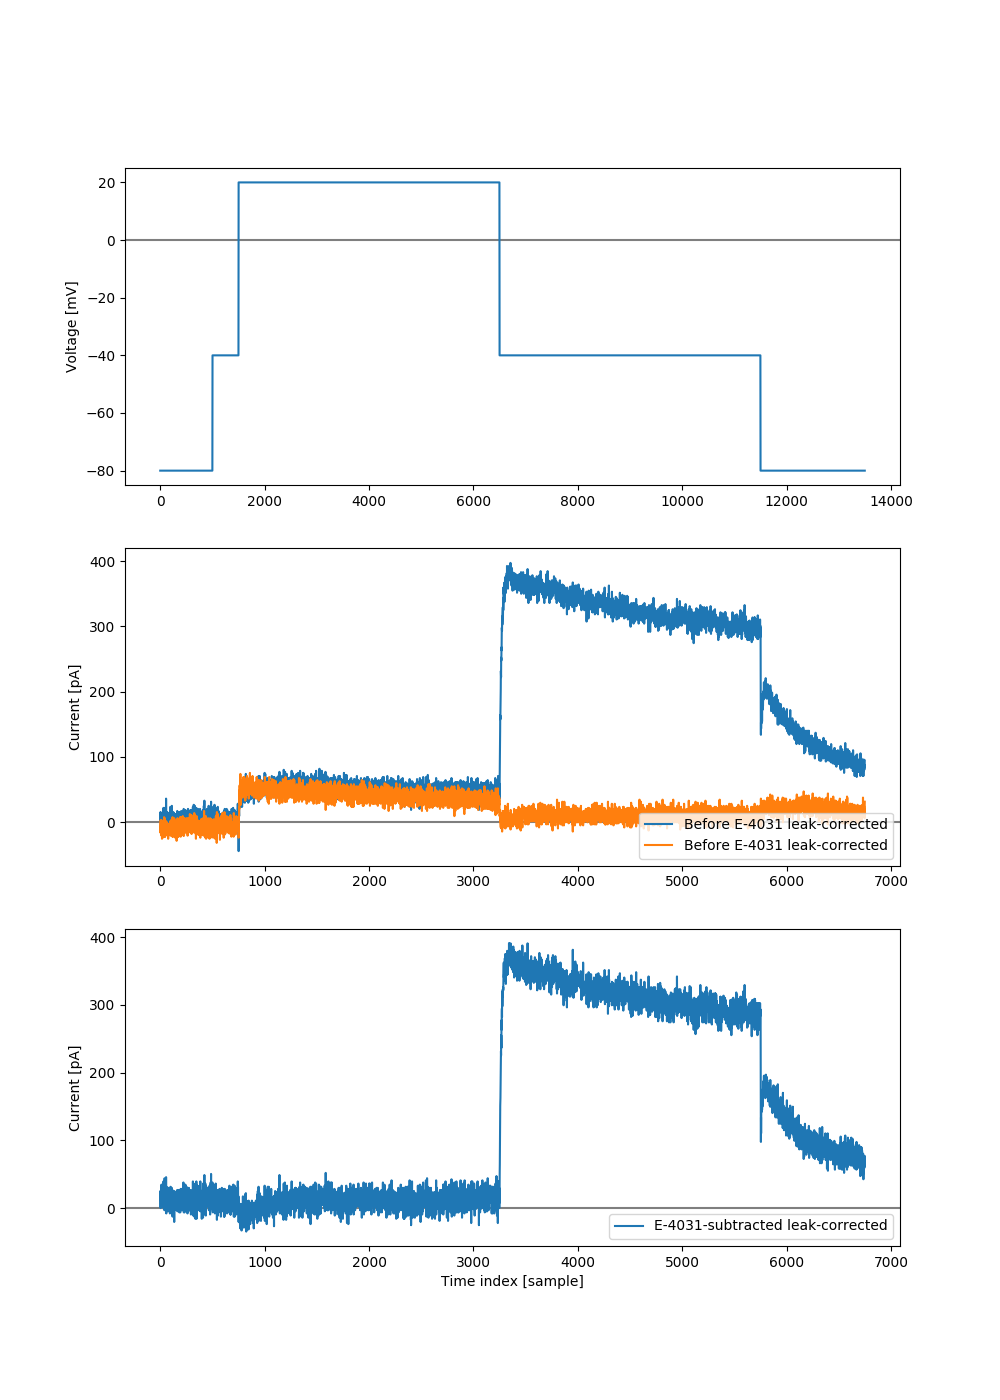 20
0
−20
−40
−60
−80
Voltage [mV]
0 2000 4000 6000 8000 10000 12000 14000
400
300
200
100
0
Current [pA]
Before E-4031 leak-corrected
Before E-4031 leak-corrected
0 1000 2000 3000 4000 5000 6000 7000
400
300
200
100
0
Current [pA]
E-4031-subtracted leak-corrected
0 1000 2000 3000 4000 5000 6000 7000
Time index [sample]